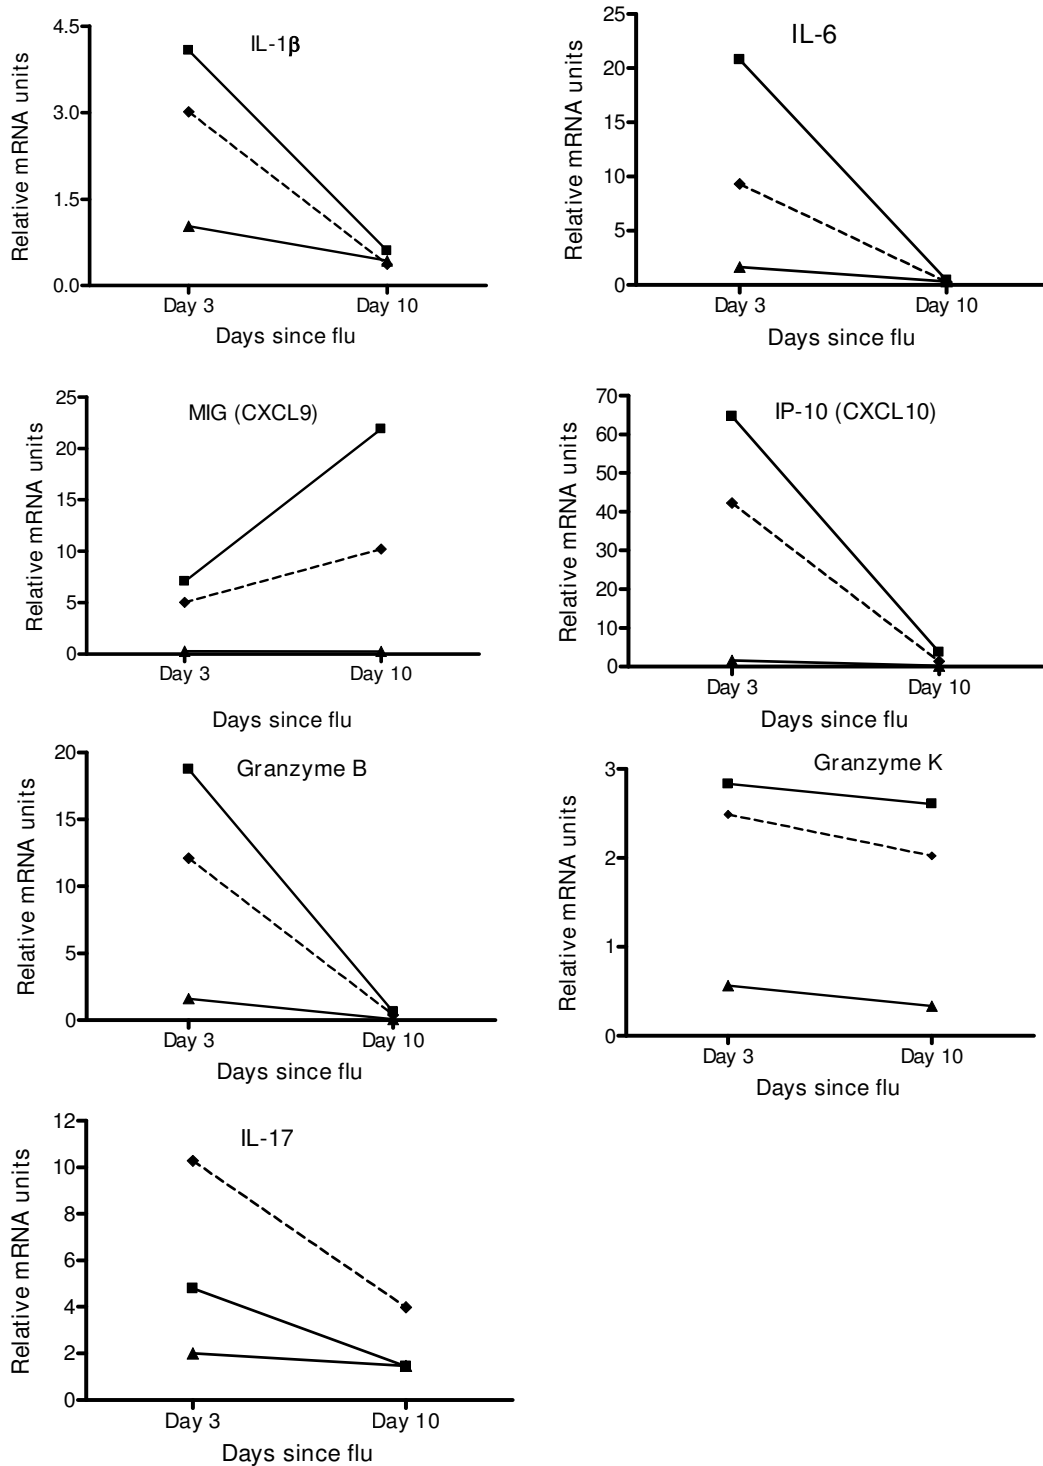 IL-1β
Relative mRNA units
4.5
3.0
1.5
0.0
Day 3 Day 10
Days since flu
IL-6
Relative mRNA units
25
20
15
10
5
0
Day 3 Day 10
Days since flu
MIG (CXCL9)
Relative mRNA units
25
20
15
10
5
0
Day 3 Day 10
Days since flu
IP-10 (CXCL10)
Relative mRNA units
70
60
50
40
30
20
10
0
Day 3 Day 10
Days since flu
Granzyme B
Relative mRNA units
20
15
10
5
0
Day 3 Day 10
Days since flu
Granzyme K
Relative mRNA units
3
2
1
0
Day 3 Day 10
Days since flu
IL-17
Relative mRNA units
12
10
8
6
4
2
0
Day 3 Day 10
Days since flu